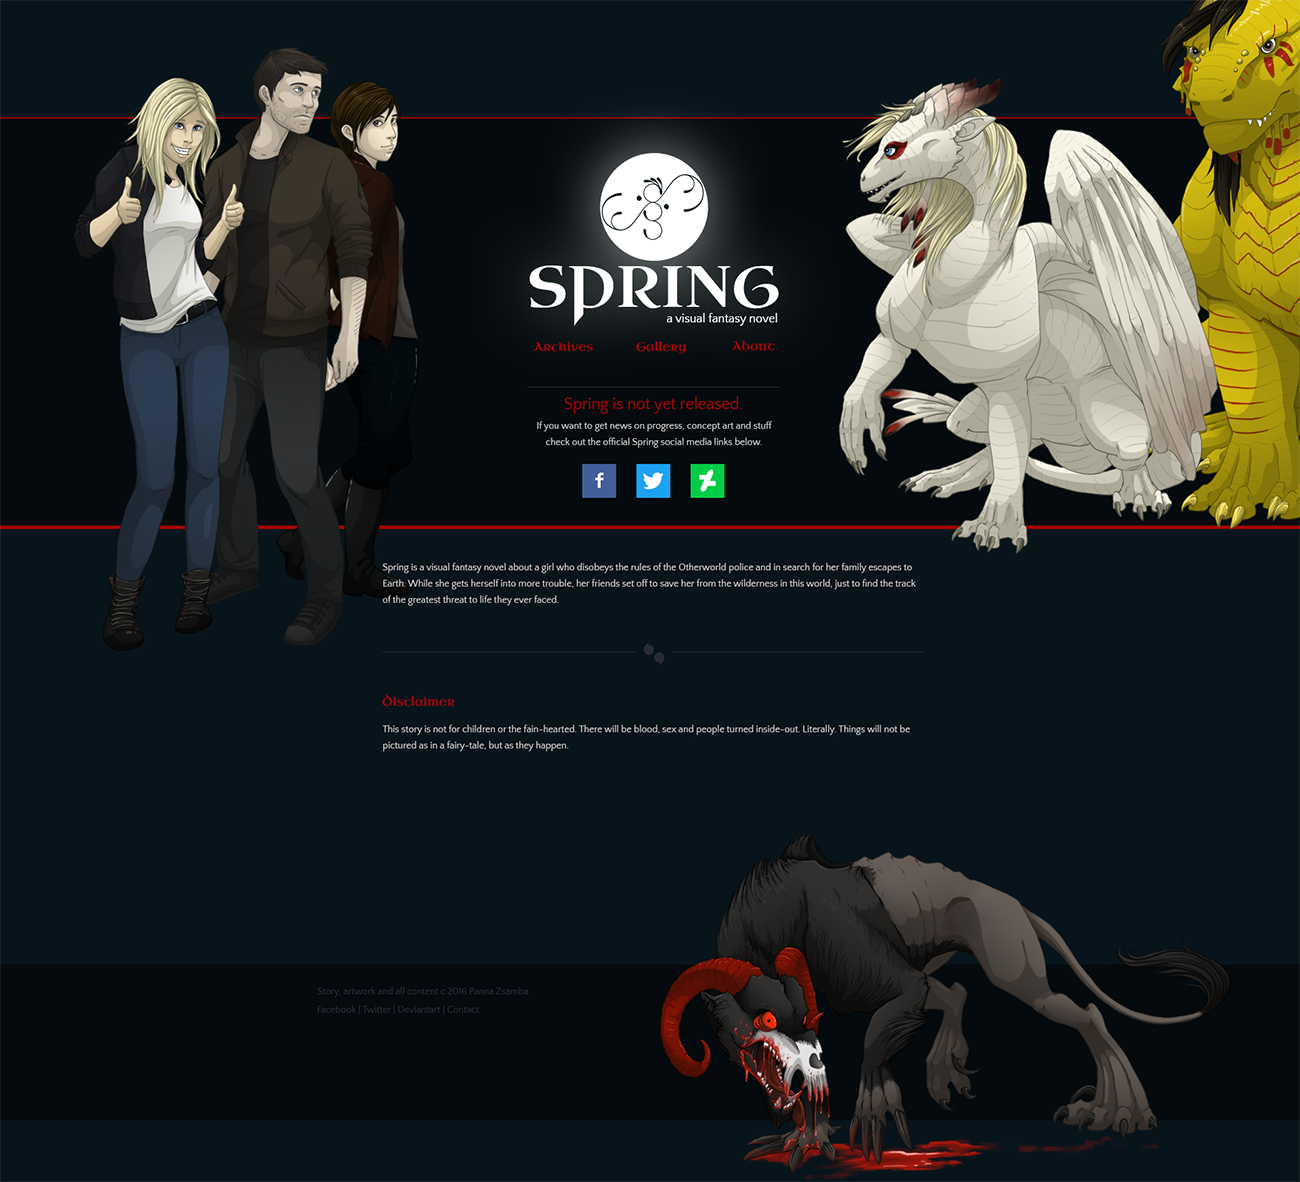 SPRING
a visual fantasy novel
Archives Gallery About
Spring is not yet released.
If you want to get news on progress, concept art and stuff
check out the official Spring social media links below.
Spring is a visual fantasy novel about a girl who disobeys the rules of the Otherworld police and in search for her family escapes to
Earth. While she gets herself into more trouble, her friends set off to save her from the wilderness in this world, just to find the track
of the greatest threat to life they ever faced.
Disclaimer
This story is not for children or the fain-hearted. There will be blood, sex and people turned inside-out. Literally. Things will not be
pictured as in a fairy-tale, but as they happen.
Story, artwork and all content c 2016 Panna Zsamba
Facebook | Twitter | Deviantart | Contact